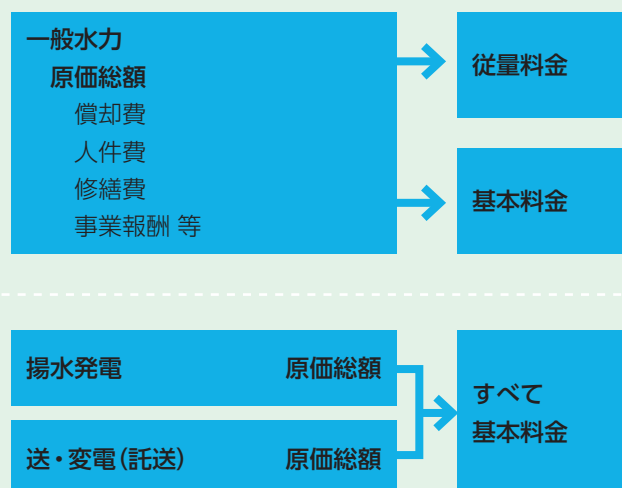 一般水力
原価総額
償却費
人件費
修繕費
事業報酬 等
従量料金
基本料金
揚水発電 原価総額
送・変電(託送) 原価総額
すべて
基本料金